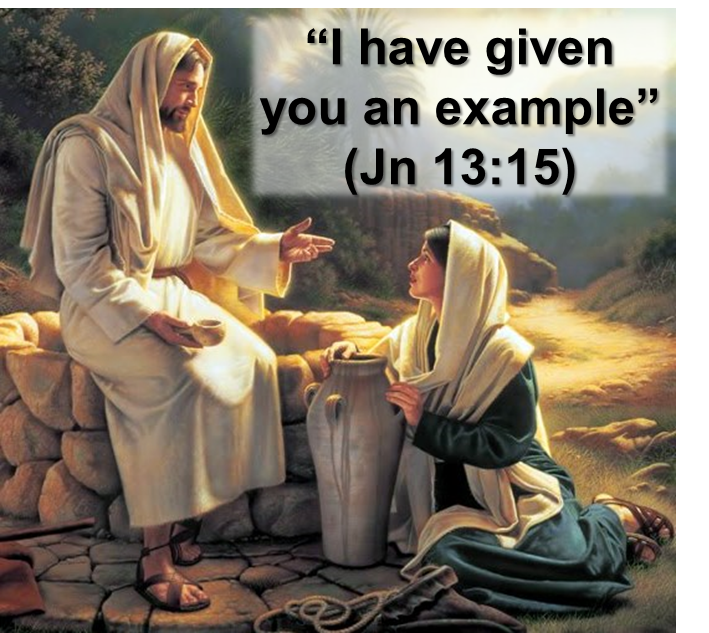 “I have given
you an example”
(Jn 13:15)